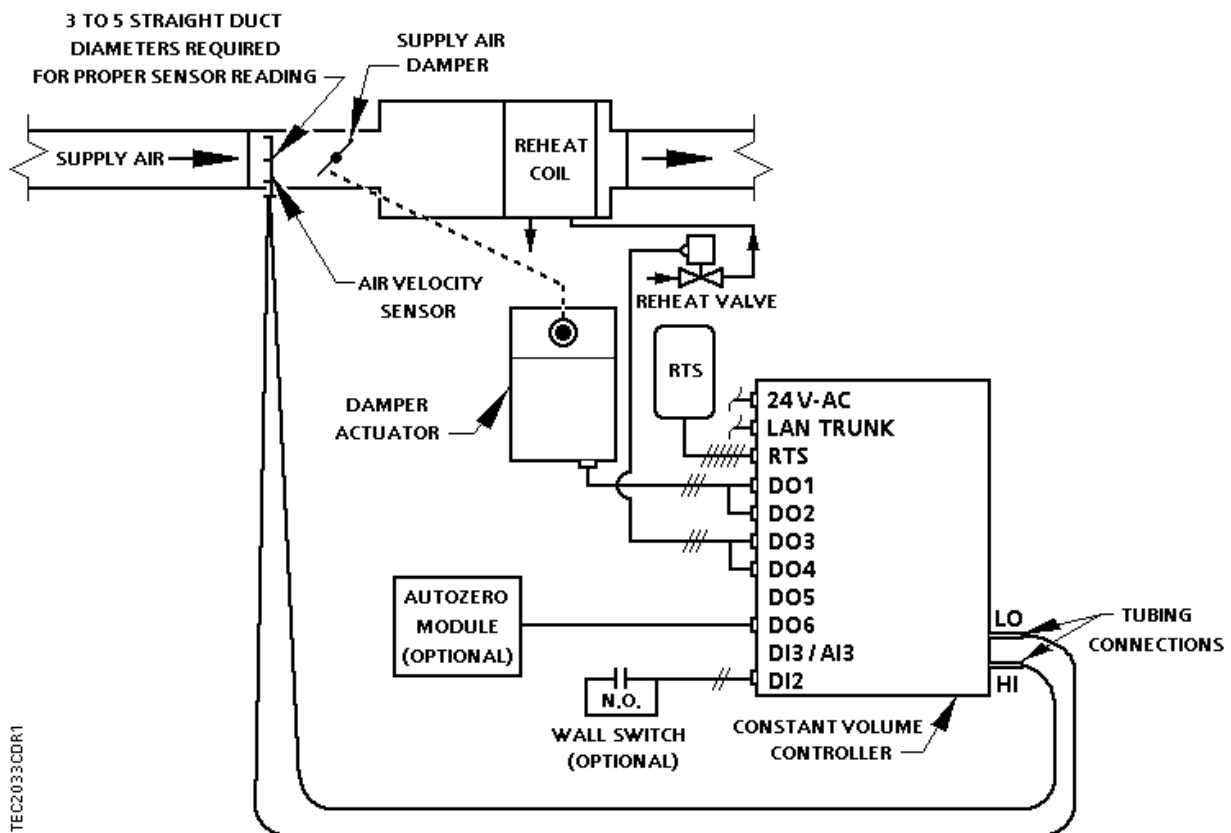 3 TO 5 STRAIGHT DUCT
DIAMETERS REQUIRED
FOR PROPER SENSOR READING
SUPPLY AIR
DAMPER
SUPPLY AIR
REHEAT
COIL
AIR VELOCITY
SENSOR
REHEAT VALVE
RTS
DAMPER
ACTUATOR
24 V-AC
LAN TRUNK
RTS
DO1
DO2
DO3
DO4
DO5
DO6
DI3 / AI3
DI2
AUTOZERO
MODULE
(OPTIONAL)
LO
HI
TUBING
CONNECTIONS
N.O.
WALL SWITCH
(OPTIONAL)
CONSTANT VOLUME
CONTROLLER
TEC2033CDR1